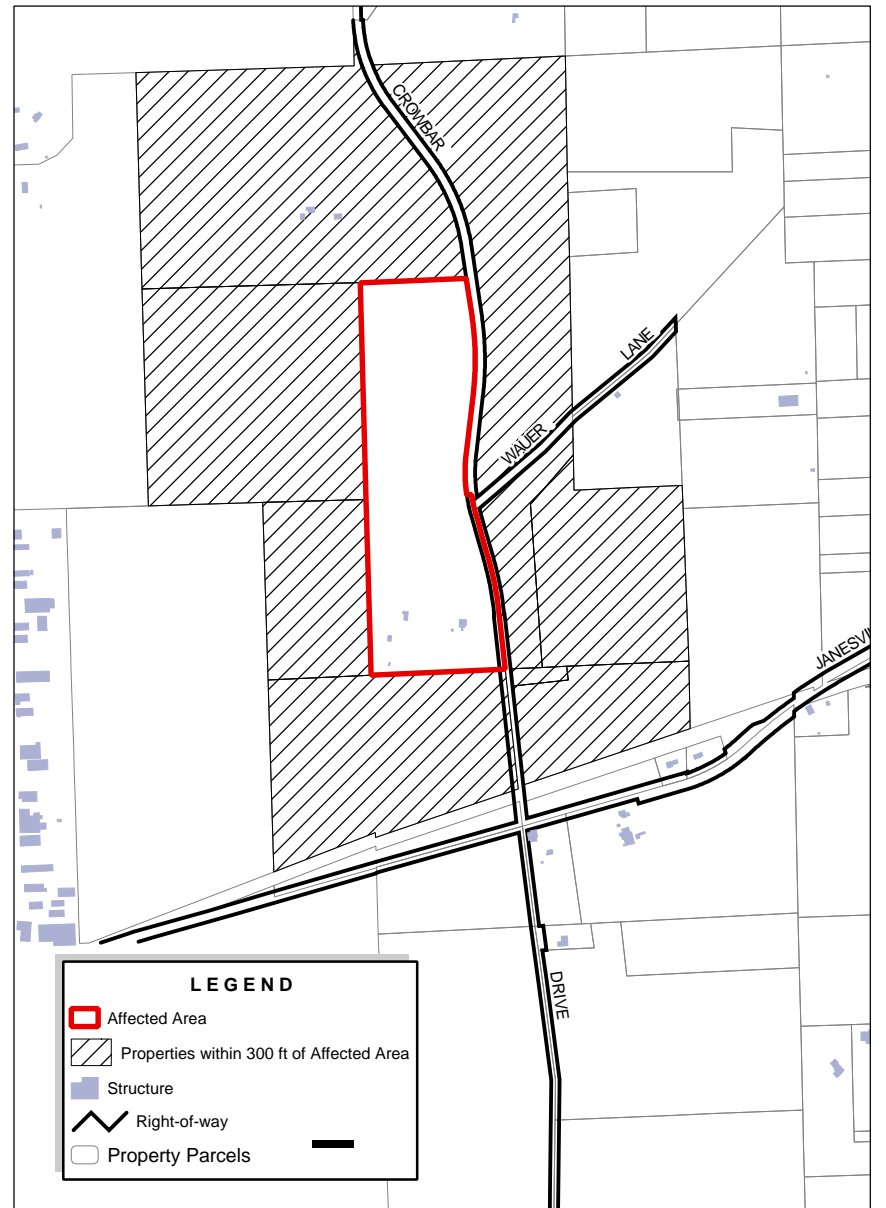 CROWBAR
LANE
WAUER
JANESVI
DRIVE
LEGEND
Affected Area
Properties within 300 ft of Affected Area
Structure
Right-of-way
Property Parcels